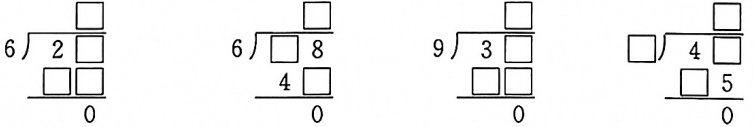 □ □ □ □
6)2□ 6)□8 9)3□ □)4□
□□ 4□ □□ □5
0 0 0 0